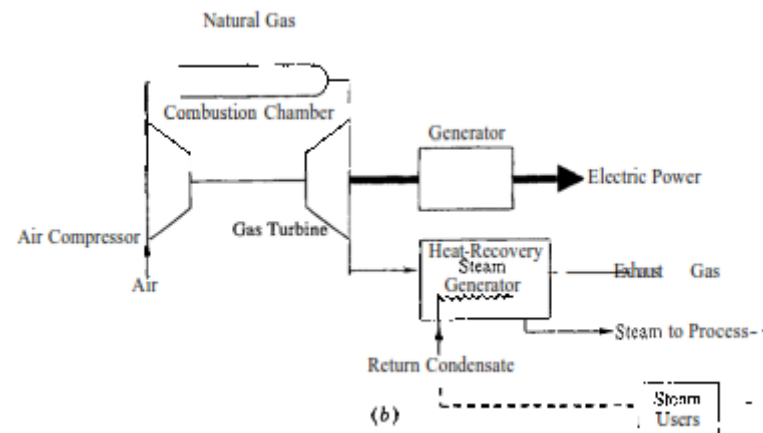 Natural Gas
Combustion Chamber
Generator
Electric Power
Gas Turbine
Air Compressor
Air
Heat-Recovery
Steam
Generator
Exhaust Gas
Steam to Process
Return Condensate
(b)
Steam
Users